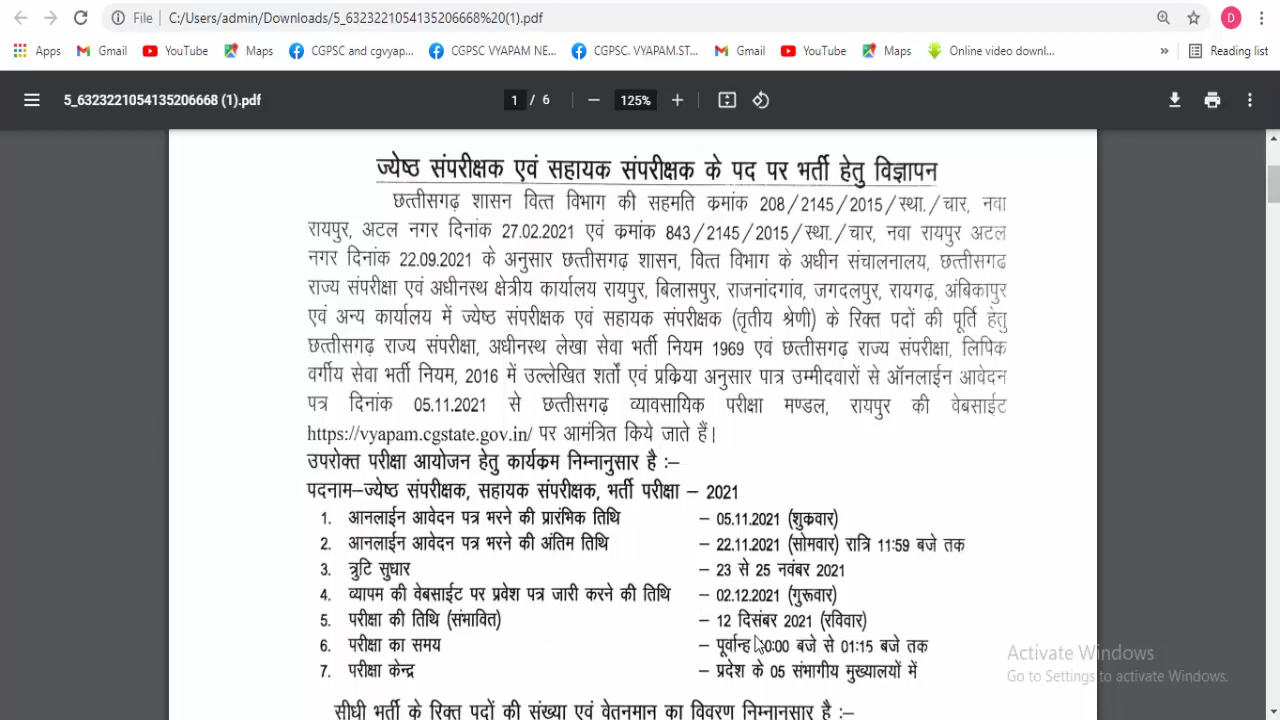 File C:/Users/admin/Downloads/5_6323221054135206668%20(1).pdf D
Apps Gmail YouTube Maps CGPSC and cgvyap... CGPSC VYAPAM NE... CGPSC. VYAPAM.ST... Gmail YouTube Maps Online video downl... » Reading list
5_6323221054135206668 (1).pdf 1 / 6 — 125% +
ज्येष्ठ संपरीक्षक एवं सहायक संपरीक्षक के पद पर भर्ती हेतु विज्ञापन
छत्तीसगढ़ शासन वित्त विभाग की सहमति क्रमांक 208/2145/2015/स्था./चार, नवा
रायपुर, अटल नगर दिनांक 27.02.2021 एवं क्रमांक 843/2145/2015/स्था./चार, नवा रायपुर अटल
नगर दिनांक 22.09.2021 के अनुसार छत्तीसगढ़ शासन, वित्त विभाग के अधीन संचालनालय, छत्तीसगढ
राज्य संपरीक्षा एवं अधीनस्थ क्षेत्रीय कार्यालय रायपुर, बिलासपुर, राजनांदगांव, जगदलपुर, रायगढ़, अंबिकापुर
एवं अन्य कार्यालय में ज्येष्ठ संपरीक्षक एवं सहायक संपरीक्षक (तृतीय श्रेणी) के रिक्त पदों की पूर्ति हेतु
छत्तीसगढ़ राज्य संपरीक्षा, अधीनस्थ लेखा सेवा भर्ती नियम 1969 एवं छत्तीसगढ़ राज्य संपरीक्षा, लिपिक
वर्गीय सेवा भर्ती नियम, 2016 में उल्लेखित शर्तों एवं प्रक्रिया अनुसार पात्र उम्मीदवारों से ऑनलाईन आवेदन
पत्र दिनांक 05.11.2021 से छत्तीसगढ़ व्यावसायिक परीक्षा मण्डल, रायपुर की वेबसाईट
https://vyapam.cgstate.gov.in/ पर आमंत्रित किये जाते हैं।
उपरोक्त परीक्षा आयोजन हेतु कार्यक्रम निम्नानुसार है :–
पदनाम–ज्येष्ठ संपरीक्षक, सहायक संपरीक्षक, भर्ती परीक्षा – 2021
1. आनलाईन आवेदन पत्र भरने की प्रारंभिक तिथि – 05.11.2021 (शुक्रवार)
2. आनलाईन आवेदन पत्र भरने की अंतिम तिथि – 22.11.2021 (सोमवार) रात्रि 11:59 बजे तक
3. त्रुटि सुधार – 23 से 25 नवंबर 2021
4. व्यापम की वेबसाईट पर प्रवेश पत्र जारी करने की तिथि – 02.12.2021 (गुरूवार)
5. परीक्षा की तिथि (संभावित) – 12 दिसंबर 2021 (रविवार)
6. परीक्षा का समय – पूर्वान्ह 0:00 बजे से 01:15 बजे तक
7. परीक्षा केन्द्र – प्रदेश के 05 संभागीय मुख्यालयों में
सीधी भर्ती के रिक्त पदों की संख्या एवं वेतनमान का विवरण निम्नानुसार है :–
Activate Windows
Go to Settings to activate Windows.